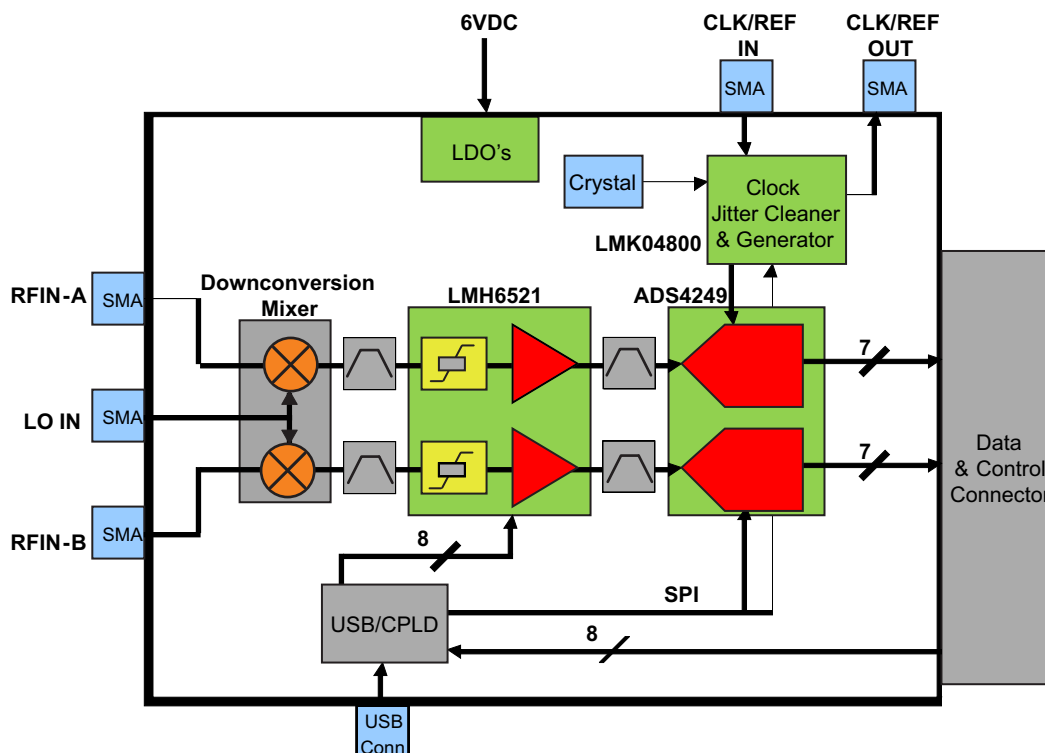 6VDC
CLK/REF
IN
CLK/REF
OUT
SMA
SMA
LDO's
Crystal
Clock
Jitter Cleaner
& Generator
LMK04800
RFIN-A
SMA
Downconversion
Mixer
LMH6521
ADS4249
7
LO IN
SMA
7
Data
& Control
Connector
RFIN-B
SMA
8
USB/CPLD
SPI
8
USB
Conn